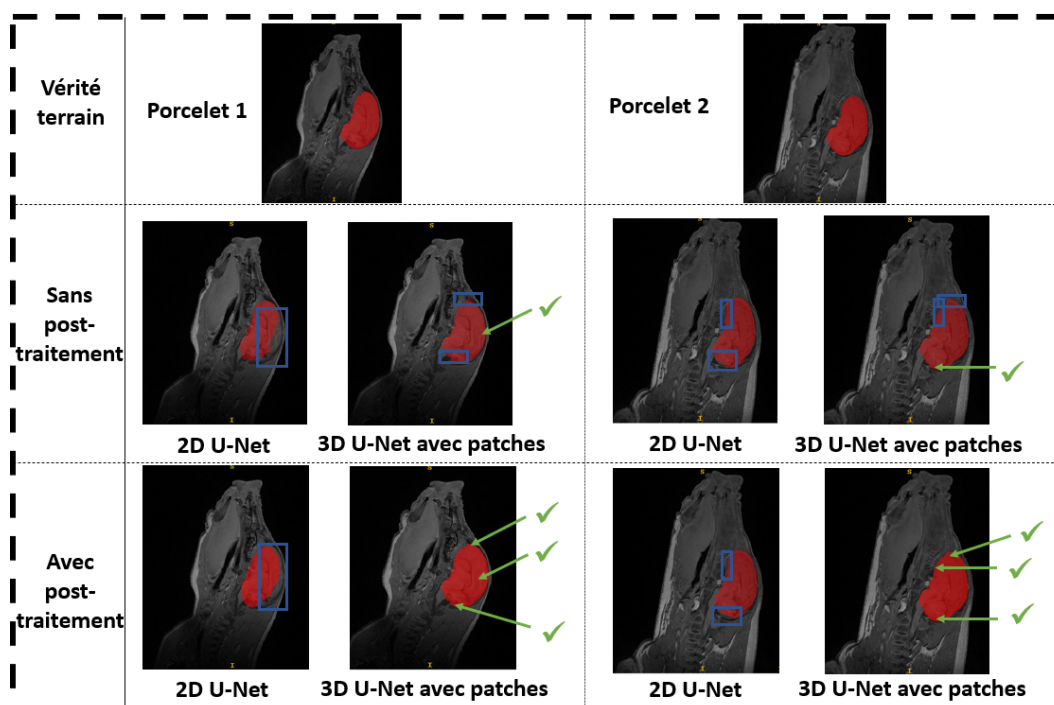 Vérité
terrain
Porcelet 1
Porcelet 2
I
I
Sans
post-
traitement
S
S
S
S
I
I
I
I
2D U-Net
3D U-Net avec patches
2D U-Net
3D U-Net avec patches
Avec
post-
traitement
S
S
S
S
I
I
I
I
2D U-Net
3D U-Net avec patches
2D U-Net
3D U-Net avec patches